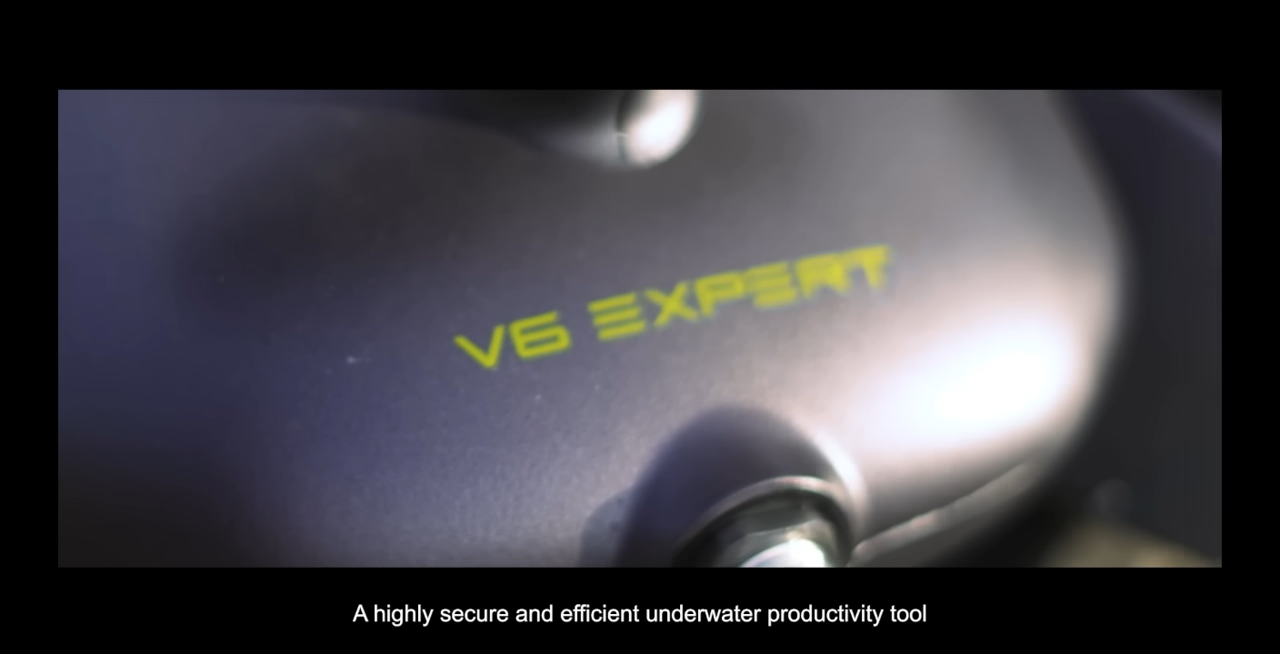 V6 EXPERT
A highly secure and efficient underwater productivity tool